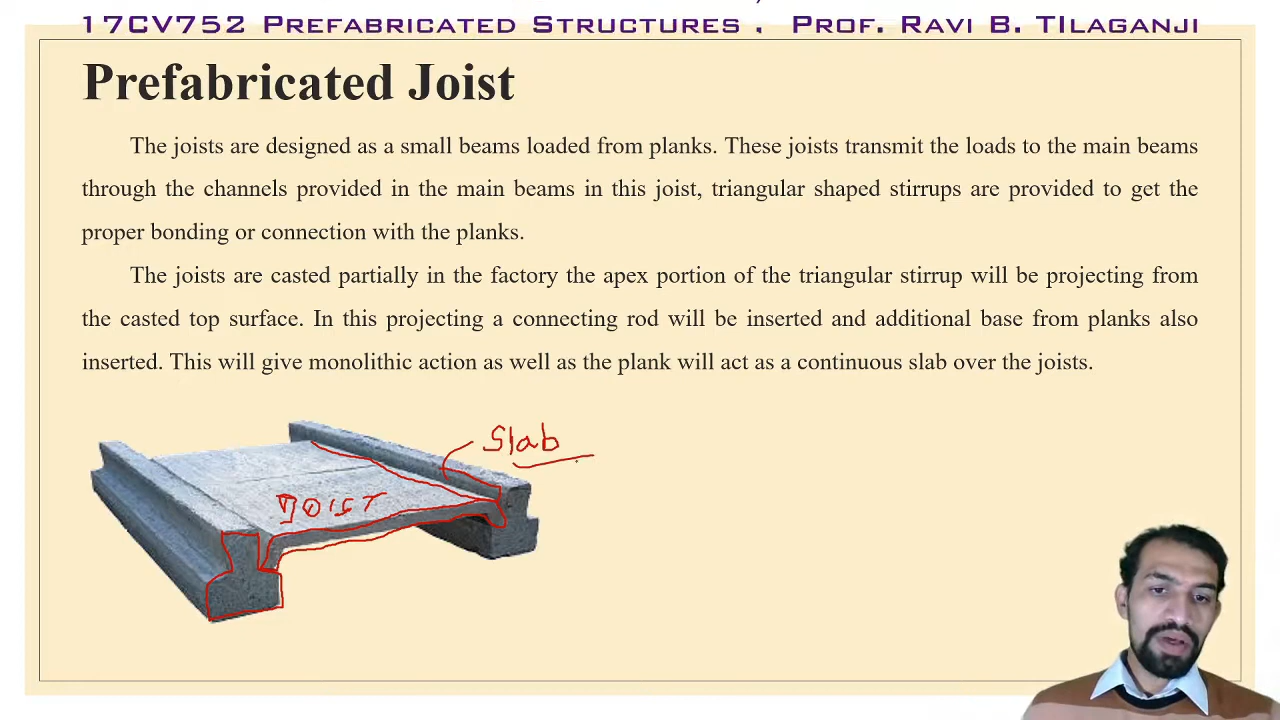 17CV752 Prefabricated Structures , Prof. Ravi B. TIlaganji
Prefabricated Joist
The joists are designed as a small beams loaded from planks. These joists transmit the loads to the main beams
through the channels provided in the main beams in this joist, triangular shaped stirrups are provided to get the
proper bonding or connection with the planks.
The joists are casted partially in the factory the apex portion of the triangular stirrup will be projecting from
the casted top surface. In this projecting a connecting rod will be inserted and additional base from planks also
inserted. This will give monolithic action as well as the plank will act as a continuous slab over the joists.
Slab
JOIST